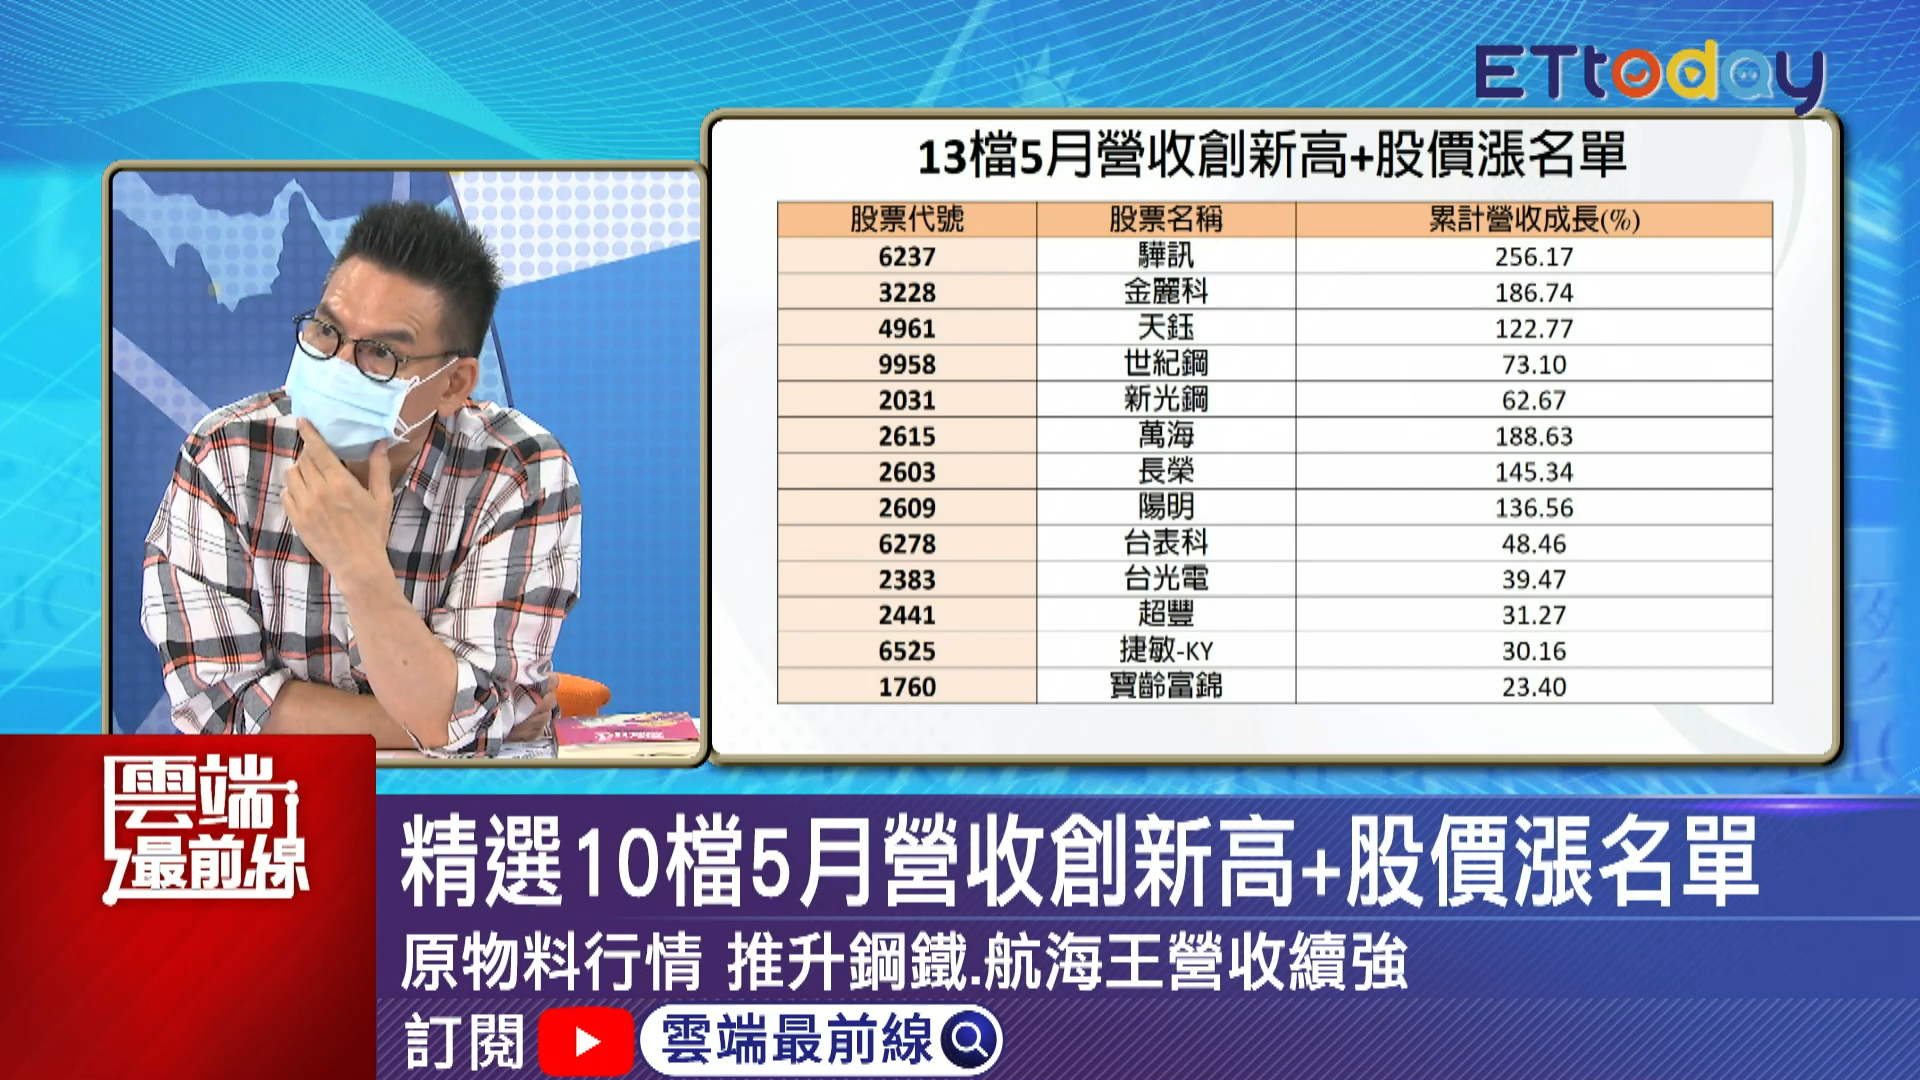 ETtoday
13檔5月營收創新高+股價漲名單
股票代號 股票名稱 累計營收成長(%)
6237 驊訊 256.17
3228 金麗科 186.74
4961 天鈺 122.77
9958 世紀鋼 73.10
2031 新光鋼 62.67
2615 萬海 188.63
2603 長榮 145.34
2609 陽明 136.56
6278 台表科 48.46
2383 台光電 39.47
2441 超豐 31.27
6525 捷敏-KY 30.16
1760 寶齡富錦 23.40
雲端
最前線
精選10檔5月營收創新高+股價漲名單
原物料行情 推升鋼鐵.航海王營收續強
訂閱 雲端最前線